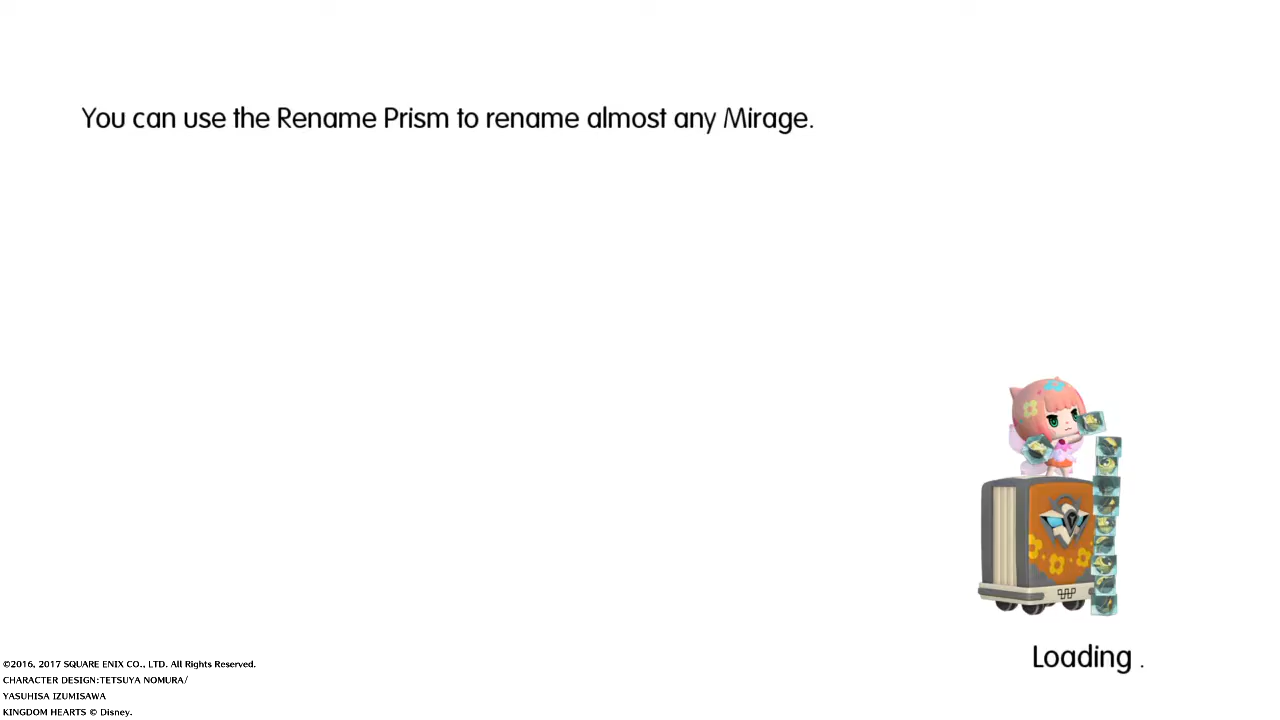 You can use the Rename Prism to rename almost any Mirage.
Loading .
©2016, 2017 SQUARE ENIX CO., LTD. All Rights Reserved.
CHARACTER DESIGN:TETSUYA NOMURA/
YASUHISA IZUMISAWA
KINGDOM HEARTS © Disney.